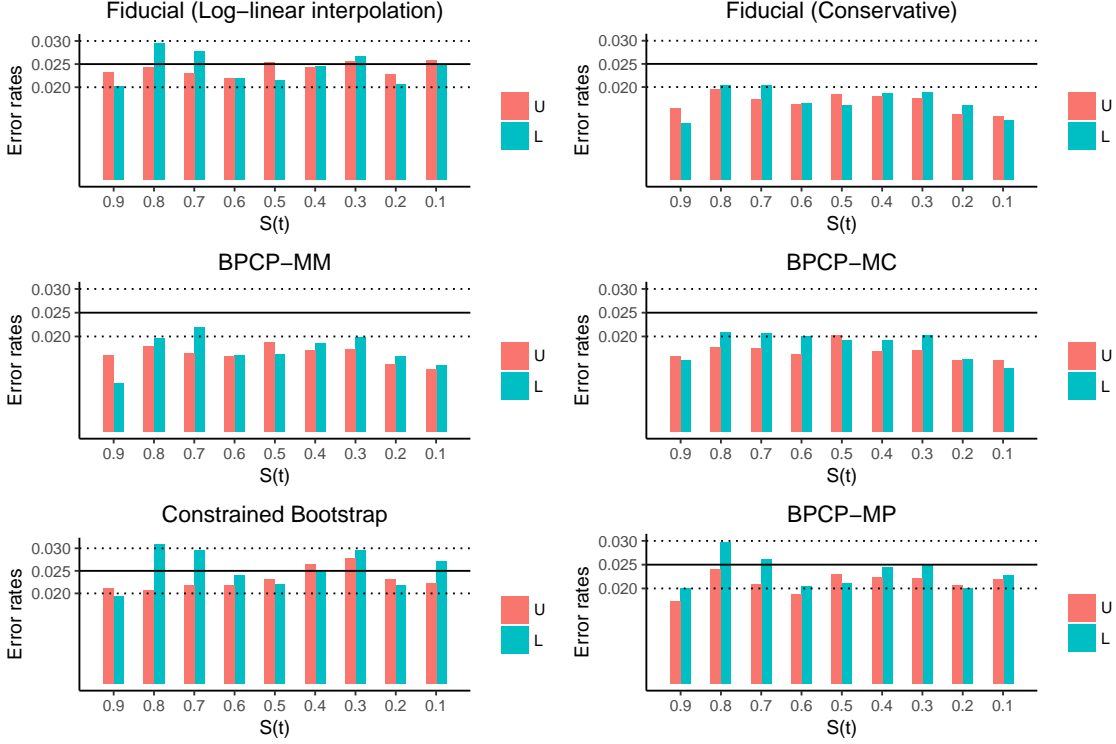 Fiducial (Log−linear interpolation)
Error rates
0.030
0.025
0.020
0.9 0.8 0.7 0.6 0.5 0.4 0.3 0.2 0.1
S(t)
U
L
Fiducial (Conservative)
Error rates
0.030
0.025
0.020
0.9 0.8 0.7 0.6 0.5 0.4 0.3 0.2 0.1
S(t)
U
L
BPCP−MM
Error rates
0.030
0.025
0.020
0.9 0.8 0.7 0.6 0.5 0.4 0.3 0.2 0.1
S(t)
U
L
BPCP−MC
Error rates
0.030
0.025
0.020
0.9 0.8 0.7 0.6 0.5 0.4 0.3 0.2 0.1
S(t)
U
L
Constrained Bootstrap
Error rates
0.030
0.025
0.020
0.9 0.8 0.7 0.6 0.5 0.4 0.3 0.2 0.1
S(t)
U
L
BPCP−MP
Error rates
0.030
0.025
0.020
0.9 0.8 0.7 0.6 0.5 0.4 0.3 0.2 0.1
S(t)
U
L